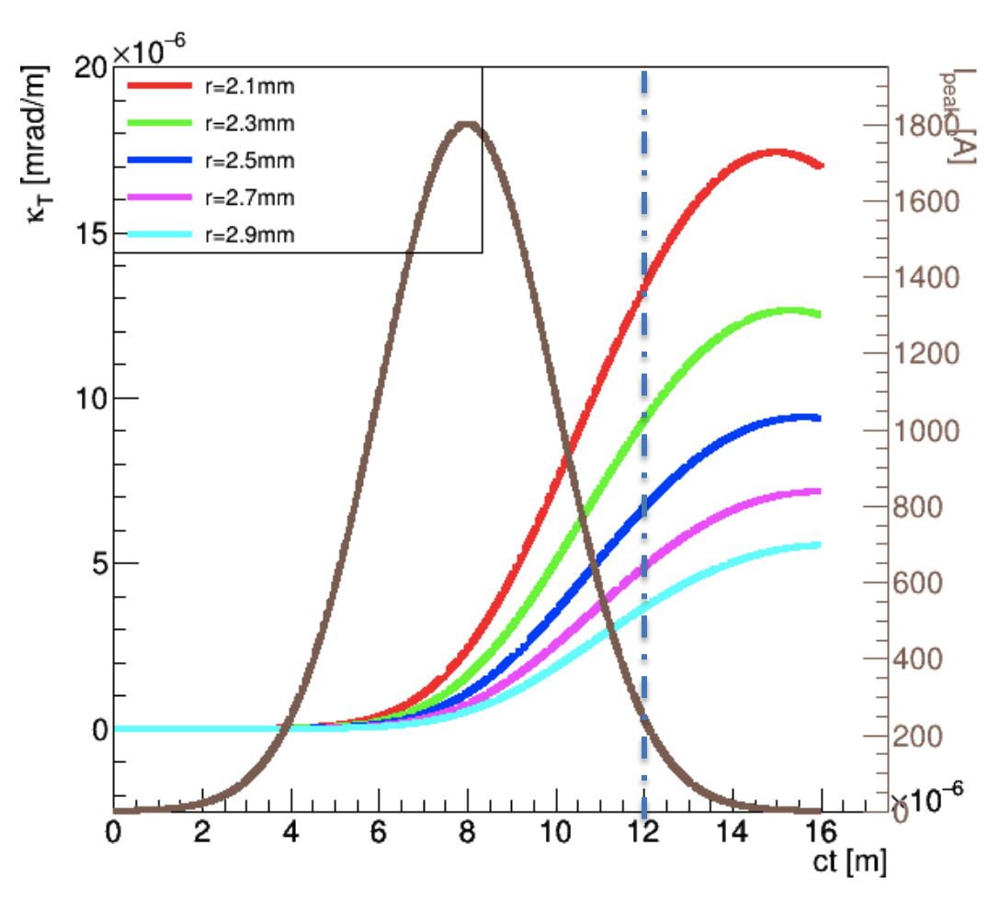 ×10⁻⁶
κ_T [mrad/m]
20
15
10
5
0
r=2.1mm
r=2.3mm
r=2.5mm
r=2.7mm
r=2.9mm
I_peak [A]
1800
1600
1400
1200
1000
800
600
400
200
0
×10⁻⁶
0 2 4 6 8 10 12 14 16
ct [m]